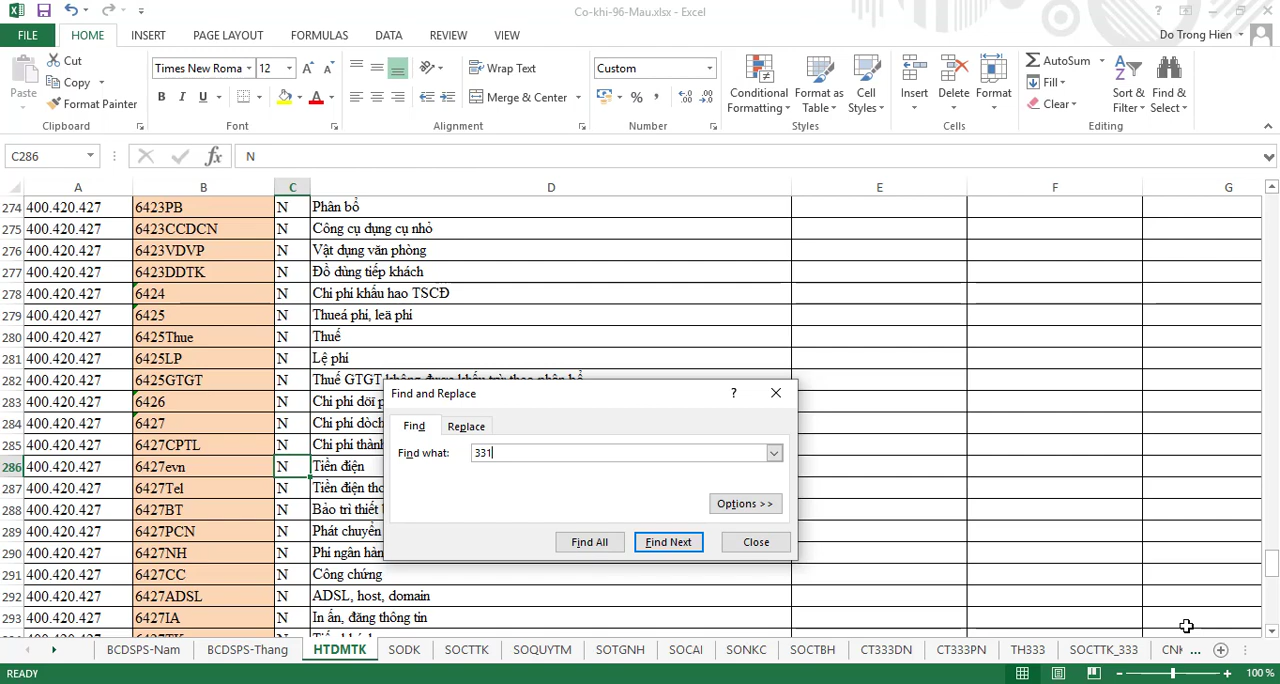 Co-khi-96-Mau.xlsx - Excel
FILE HOME INSERT PAGE LAYOUT FORMULAS DATA REVIEW VIEW Do Trong Hien
Paste
Cut
Copy
Format Painter
Clipboard
Times New Roma 12
B I U
Font
Wrap Text
Merge & Center
Alignment
Custom
% ,
Number
Conditional Formatting
Format as Table
Cell Styles
Styles
Insert Delete Format
Cells
AutoSum
Fill
Clear
Sort & Filter
Find & Select
Editing
C286 fx N
A B C D E F G
274 400.420.427 6423PB N Phân bổ
275 400.420.427 6423CCDCN N Công cụ dụng cụ nhỏ
276 400.420.427 6423VDVP N Vật dụng văn phòng
277 400.420.427 6423DDTK N Đồ dùng tiếp khách
278 400.420.427 6424 N Chi phí khấu hao TSCĐ
279 400.420.427 6425 N Thueá phí, leä phí
280 400.420.427 6425Thue N Thuế
281 400.420.427 6425LP N Lệ phí
282 400.420.427 6425GTGT N Thuế GTGT không được khấu trừ theo phân bổ
283 400.420.427 6426 N Chi phí döï p
284 400.420.427 6427 N Chi phí dòch
285 400.420.427 6427CPTL N Chi phí thành
286 400.420.427 6427evn N Tiền điện
287 400.420.427 6427Tel N Tiền điện tho
288 400.420.427 6427BT N Bảo trì thiết b
289 400.420.427 6427PCN N Phát chuyển
290 400.420.427 6427NH N Phí ngân hàn
291 400.420.427 6427CC N Công chứng
292 400.420.427 6427ADSL N ADSL, host, domain
293 400.420.427 6427IA N In ấn, đăng thông tin
Find and Replace ?
Find Replace
Find what: 331
Options >>
Find All Find Next Close
BCDSPS-Nam BCDSPS-Thang HTDMTK SODK SOCTTK SOQUYTM SOTGNH SOCAI SONKC SOCTBH CT333DN CT333PN TH333 SOCTTK_333 CNK ...
READY 100 %